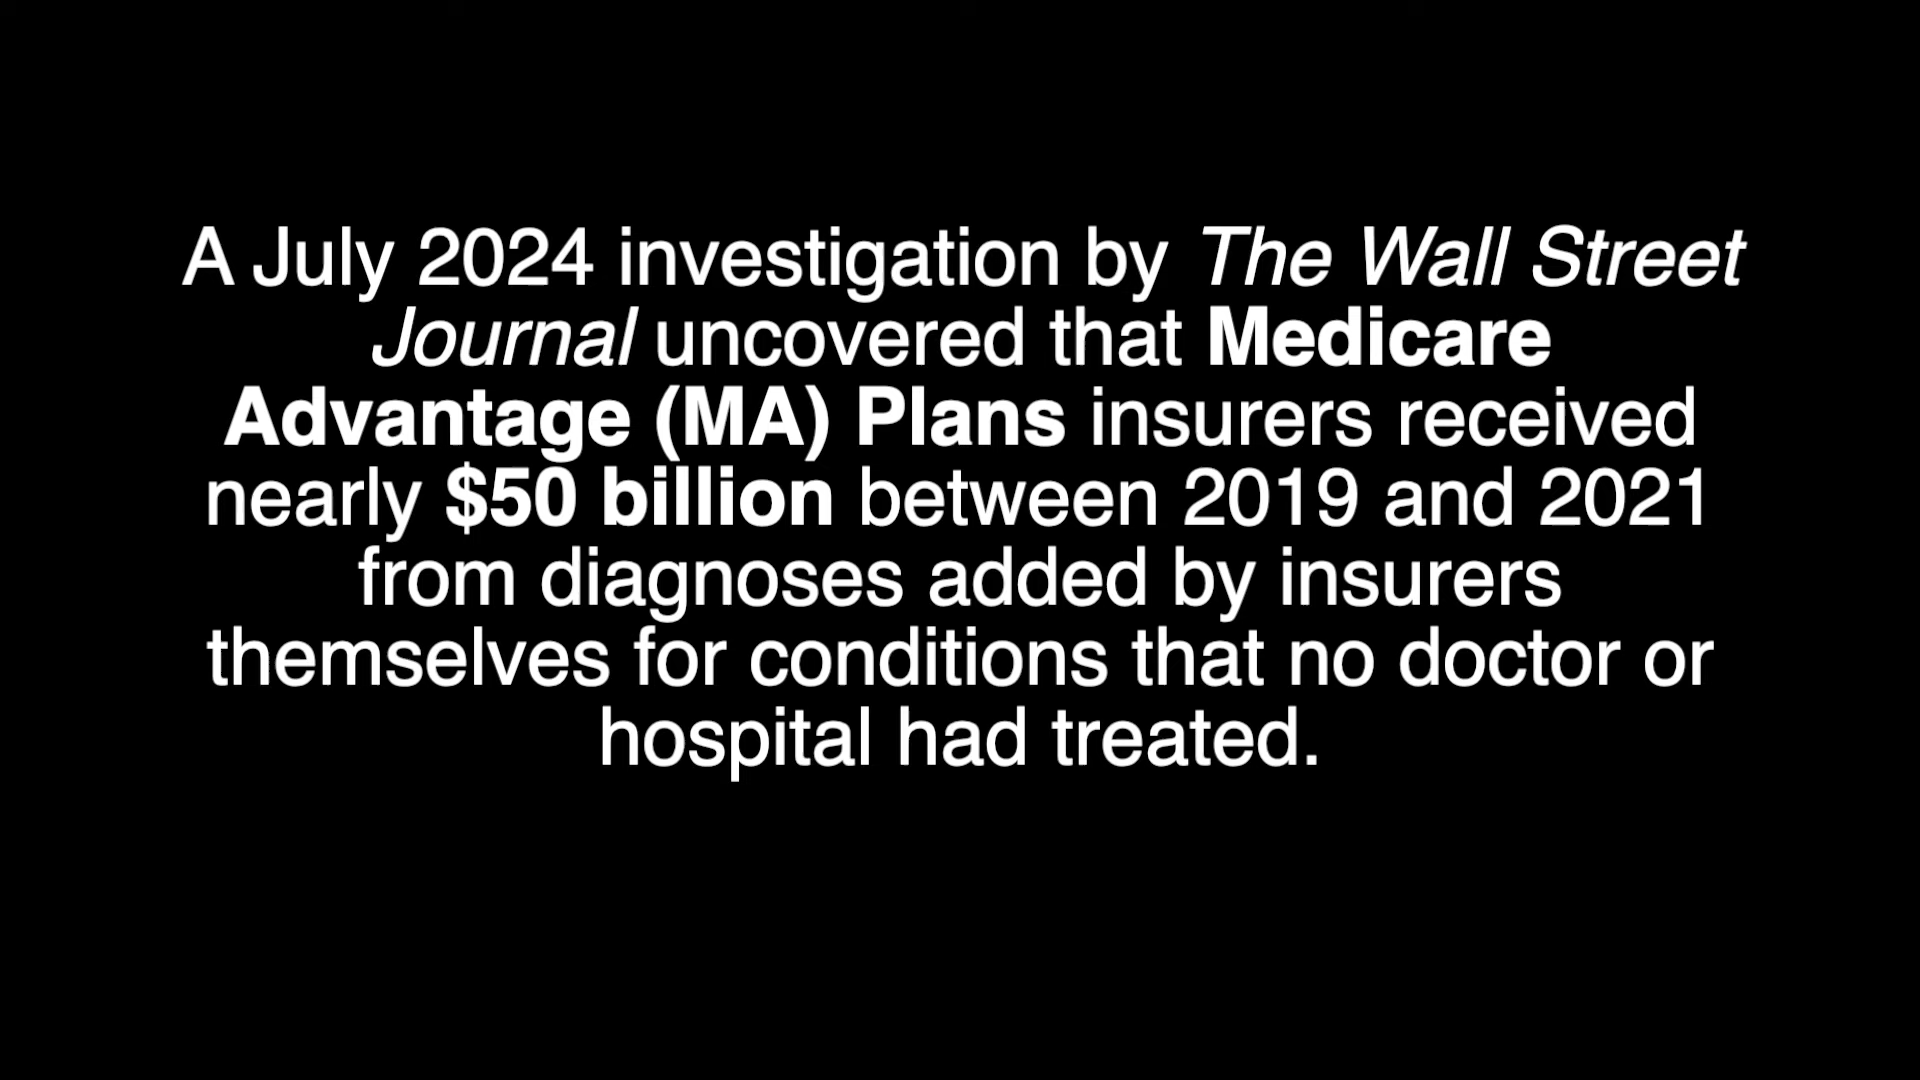 A July 2024 investigation by The Wall Street
Journal uncovered that Medicare
Advantage (MA) Plans insurers received
nearly $50 billion between 2019 and 2021
from diagnoses added by insurers
themselves for conditions that no doctor or
hospital had treated.